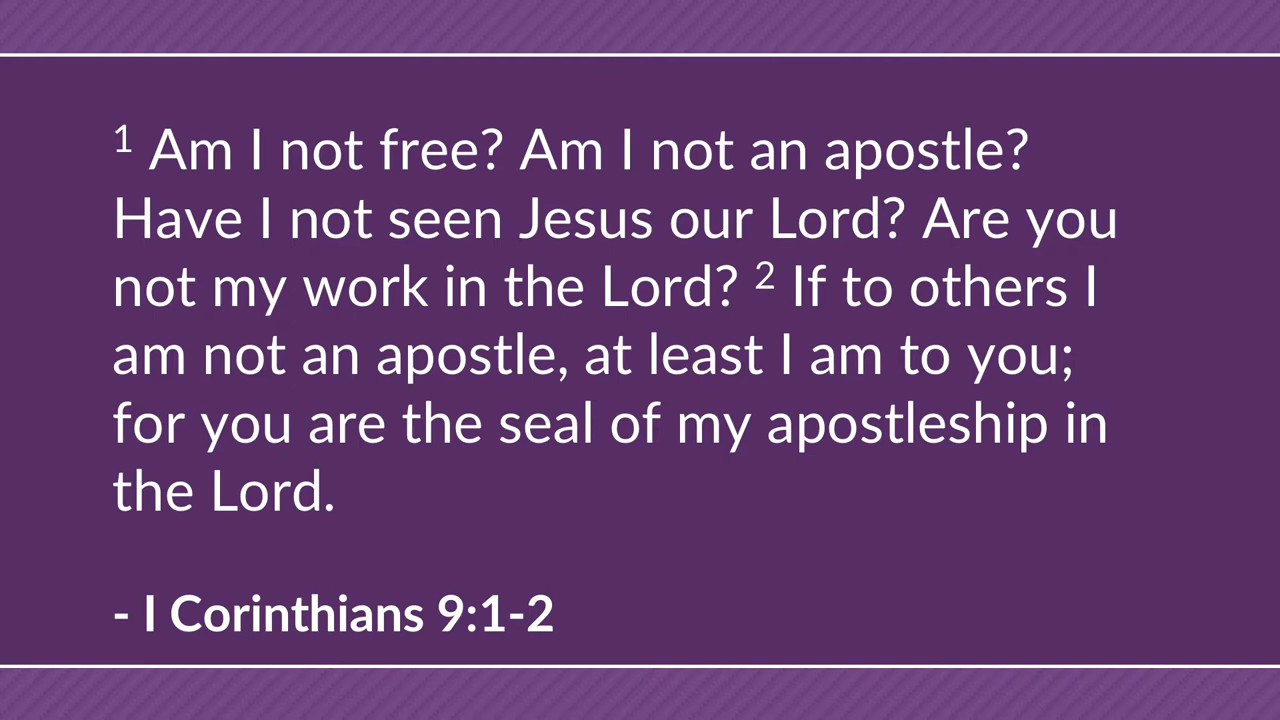 1 Am I not free? Am I not an apostle?
Have I not seen Jesus our Lord? Are you
not my work in the Lord? 2 If to others I
am not an apostle, at least I am to you;
for you are the seal of my apostleship in
the Lord.
- I Corinthians 9:1-2